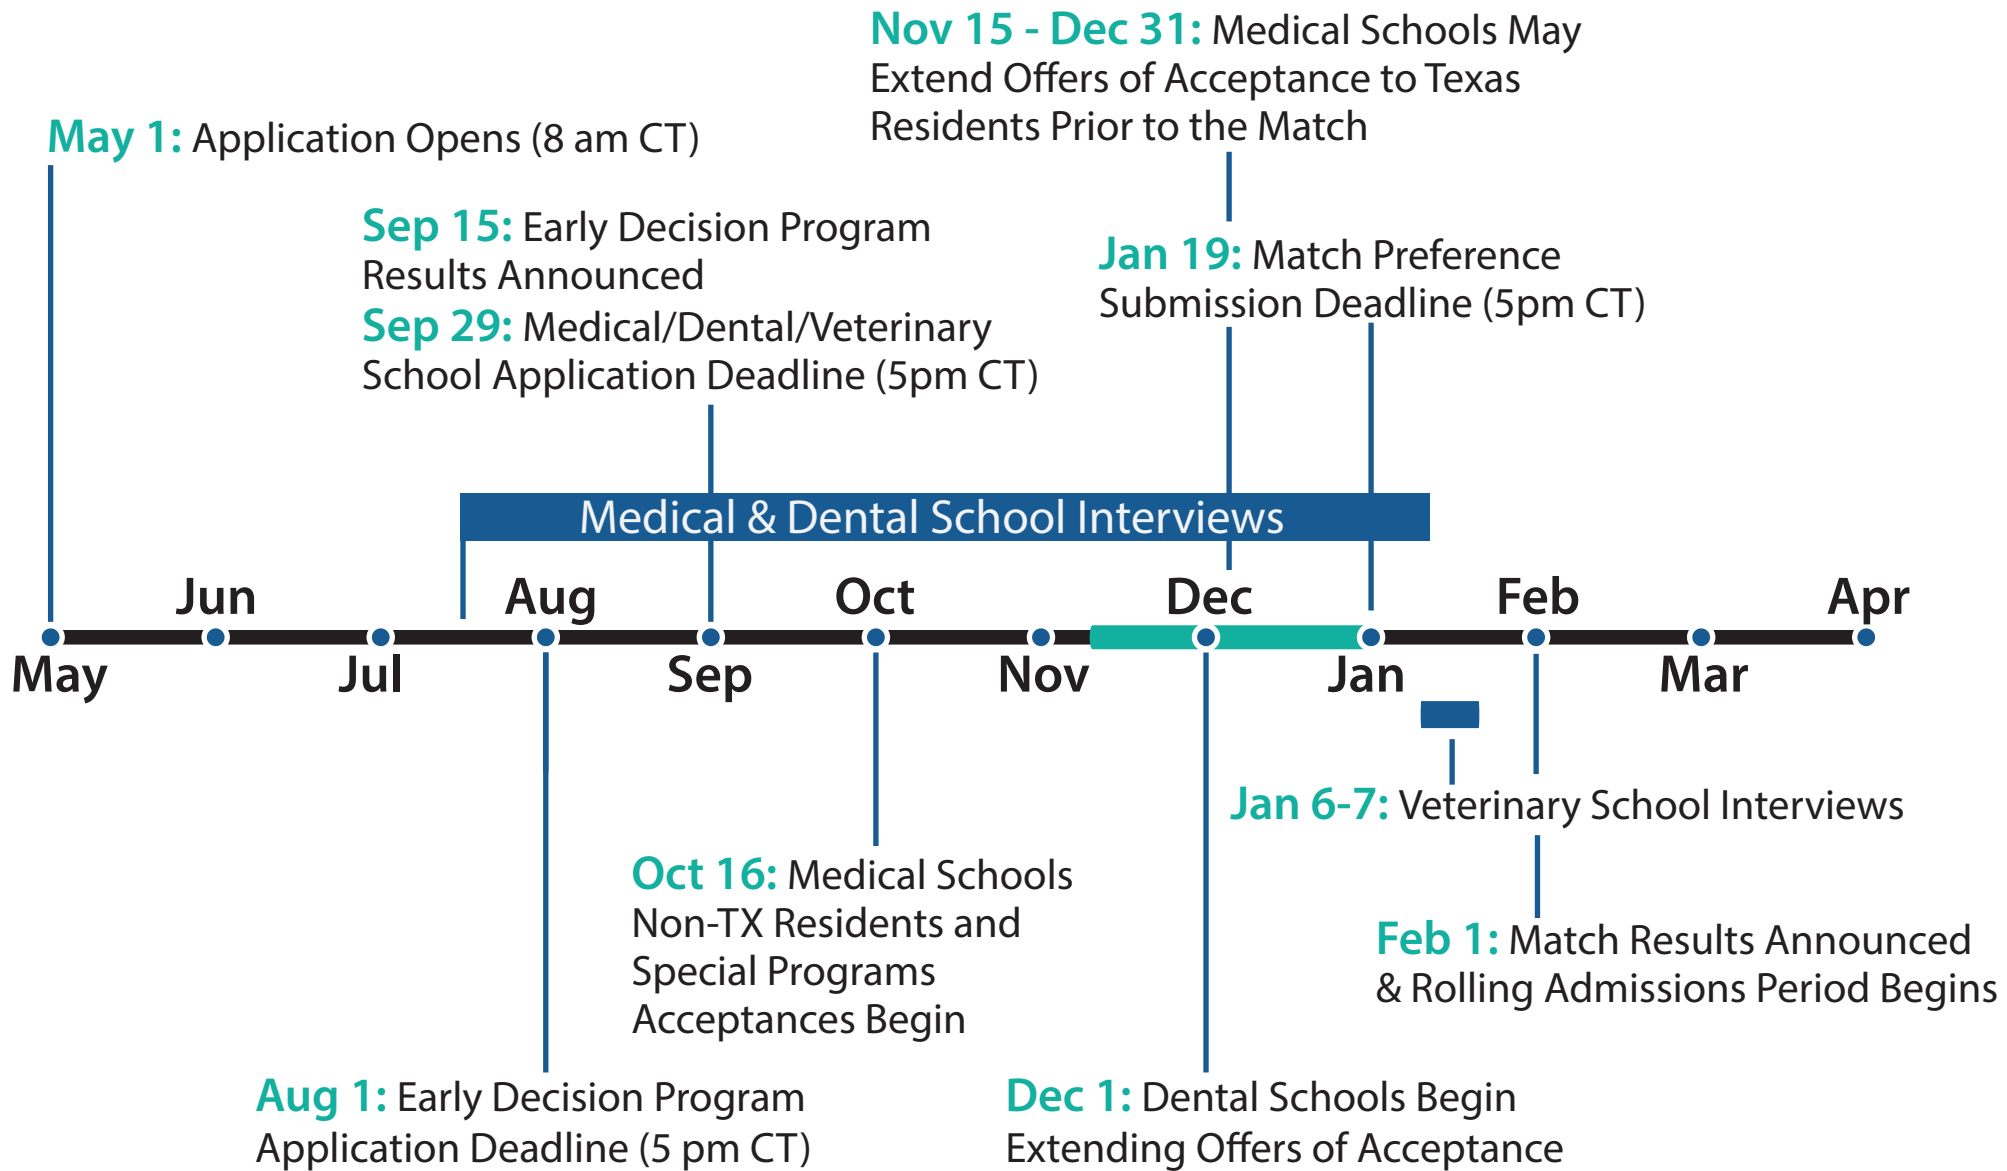 Nov 15 - Dec 31: Medical Schools May
Extend Offers of Acceptance to Texas
Residents Prior to the Match
May 1: Application Opens (8 am CT)
Sep 15: Early Decision Program
Results Announced
Sep 29: Medical/Dental/Veterinary
School Application Deadline (5pm CT)
Jan 19: Match Preference
Submission Deadline (5pm CT)
Medical & Dental School Interviews
Jun Aug Oct Dec Feb Apr
May Jul Sep Nov Jan Mar
Jan 6-7: Veterinary School Interviews
Oct 16: Medical Schools
Non-TX Residents and
Special Programs
Acceptances Begin
Feb 1: Match Results Announced
& Rolling Admissions Period Begins
Aug 1: Early Decision Program
Application Deadline (5 pm CT)
Dec 1: Dental Schools Begin
Extending Offers of Acceptance